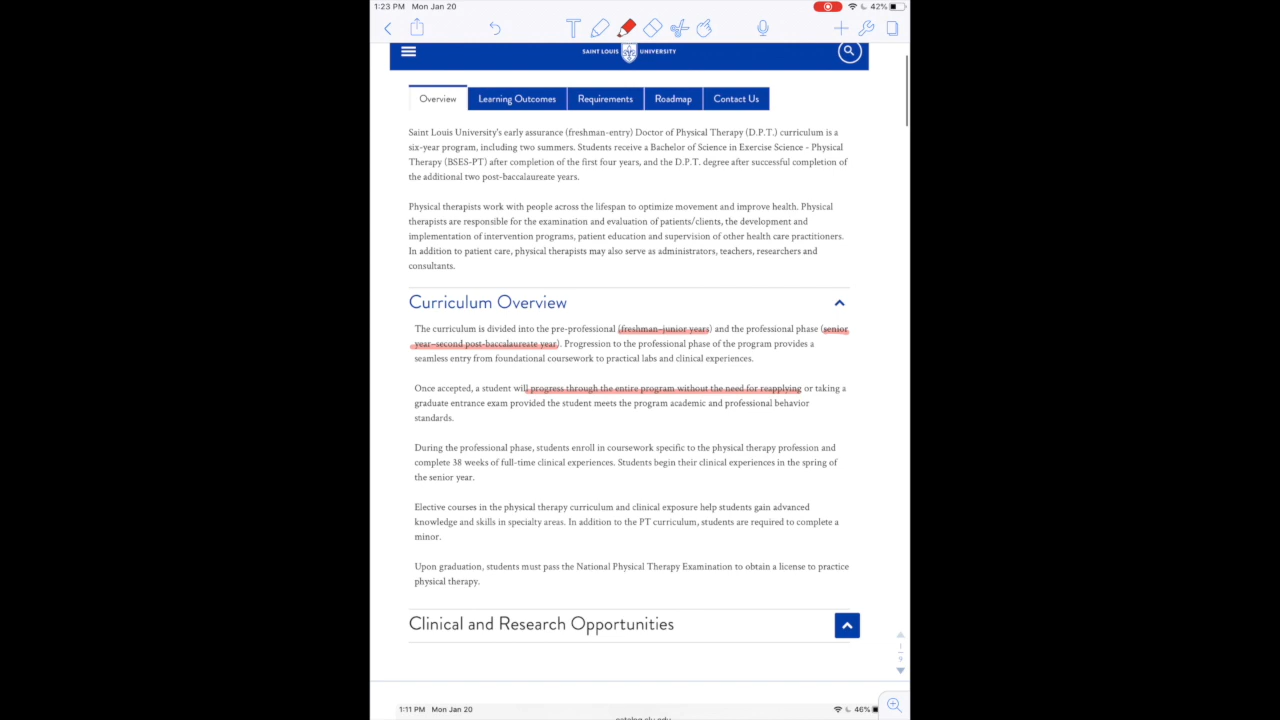 1:23 PM Mon Jan 20
42%
T
SAINT LOUIS UNIVERSITY
Overview
Learning Outcomes
Requirements
Roadmap
Contact Us
Saint Louis University's early assurance (freshman-entry) Doctor of Physical Therapy (D.P.T.) curriculum is a
six-year program, including two summers. Students receive a Bachelor of Science in Exercise Science - Physical
Therapy (BSES-PT) after completion of the first four years, and the D.P.T. degree after successful completion of
the additional two post-baccalaureate years.
Physical therapists work with people across the lifespan to optimize movement and improve health. Physical
therapists are responsible for the examination and evaluation of patients/clients, the development and
implementation of intervention programs, patient education and supervision of other health care practitioners.
In addition to patient care, physical therapists may also serve as administrators, teachers, researchers and
consultants.
Curriculum Overview
The curriculum is divided into the pre-professional (freshman–junior years) and the professional phase (senior
year–second post-baccalaureate year). Progression to the professional phase of the program provides a
seamless entry from foundational coursework to practical labs and clinical experiences.
Once accepted, a student will progress through the entire program without the need for reapplying or taking a
graduate entrance exam provided the student meets the program academic and professional behavior
standards.
During the professional phase, students enroll in coursework specific to the physical therapy profession and
complete 38 weeks of full-time clinical experiences. Students begin their clinical experiences in the spring of
the senior year.
Elective courses in the physical therapy curriculum and clinical exposure help students gain advanced
knowledge and skills in specialty areas. In addition to the PT curriculum, students are required to complete a
minor.
Upon graduation, students must pass the National Physical Therapy Examination to obtain a license to practice
physical therapy.
Clinical and Research Opportunities
1
9
1:11 PM Mon Jan 20
46%
catalog.slu.edu